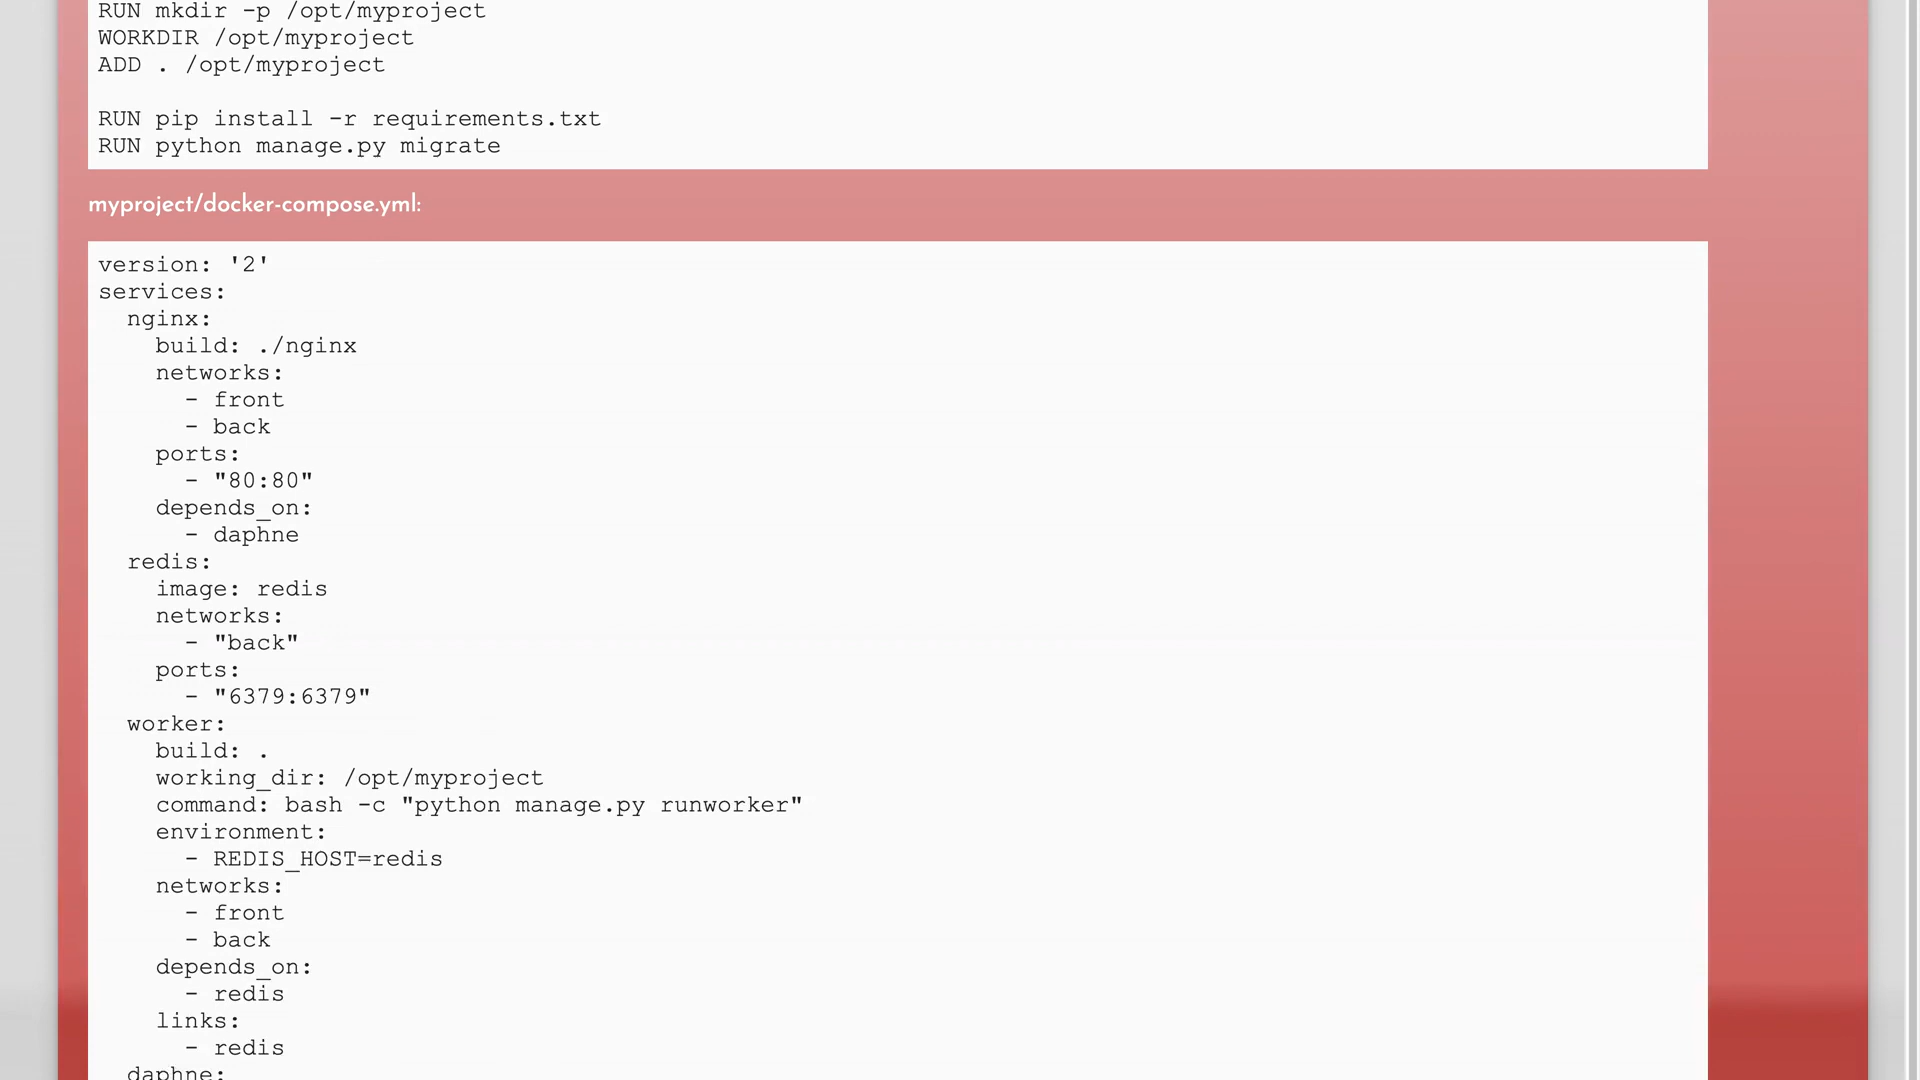 RUN mkdir -p /opt/myproject
WORKDIR /opt/myproject
ADD . /opt/myproject

RUN pip install -r requirements.txt
RUN python manage.py migrate
myproject/docker-compose.yml:
version: '2'
services:
  nginx:
    build: ./nginx
    networks:
      - front
      - back
    ports:
      - "80:80"
    depends_on:
      - daphne
  redis:
    image: redis
    networks:
      - "back"
    ports:
      - "6379:6379"
  worker:
    build: .
    working_dir: /opt/myproject
    command: bash -c "python manage.py runworker"
    environment:
      - REDIS_HOST=redis
    networks:
      - front
      - back
    depends_on:
      - redis
    links:
      - redis
  daphne: